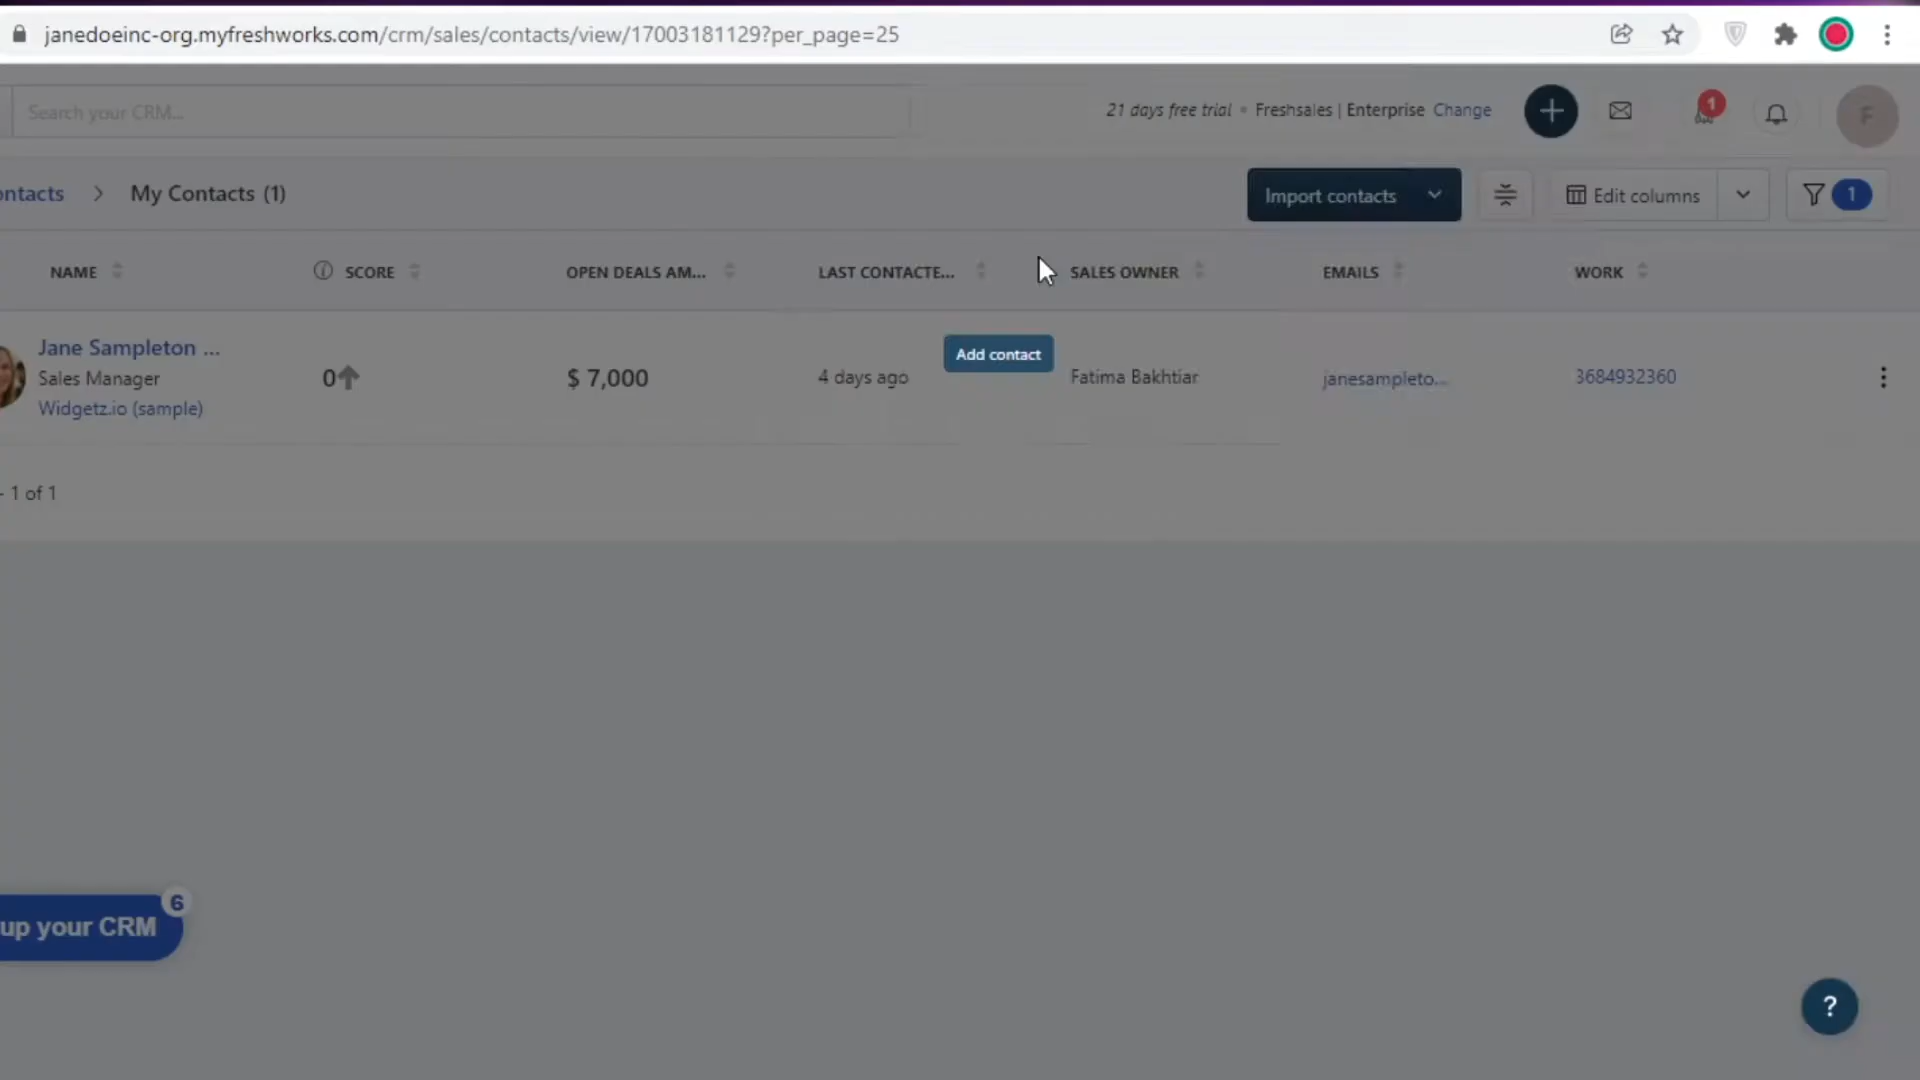 janedoeinc-org.myfreshworks.com/crm/sales/contacts/view/17003181129?per_page=25
Search your CRM...
21 days free trial • Freshsales | Enterprise Change
1
F
ontacts > My Contacts (1)
Import contacts
Edit columns
1
NAME SCORE OPEN DEALS AM... LAST CONTACTE... SALES OWNER EMAILS WORK
Jane Sampleton ...
Sales Manager
Widgetz.io (sample)
0
$ 7,000
4 days ago
Add contact
Fatima Bakhtiar
janesampleto...
3684932360
- 1 of 1
up your CRM
6
?